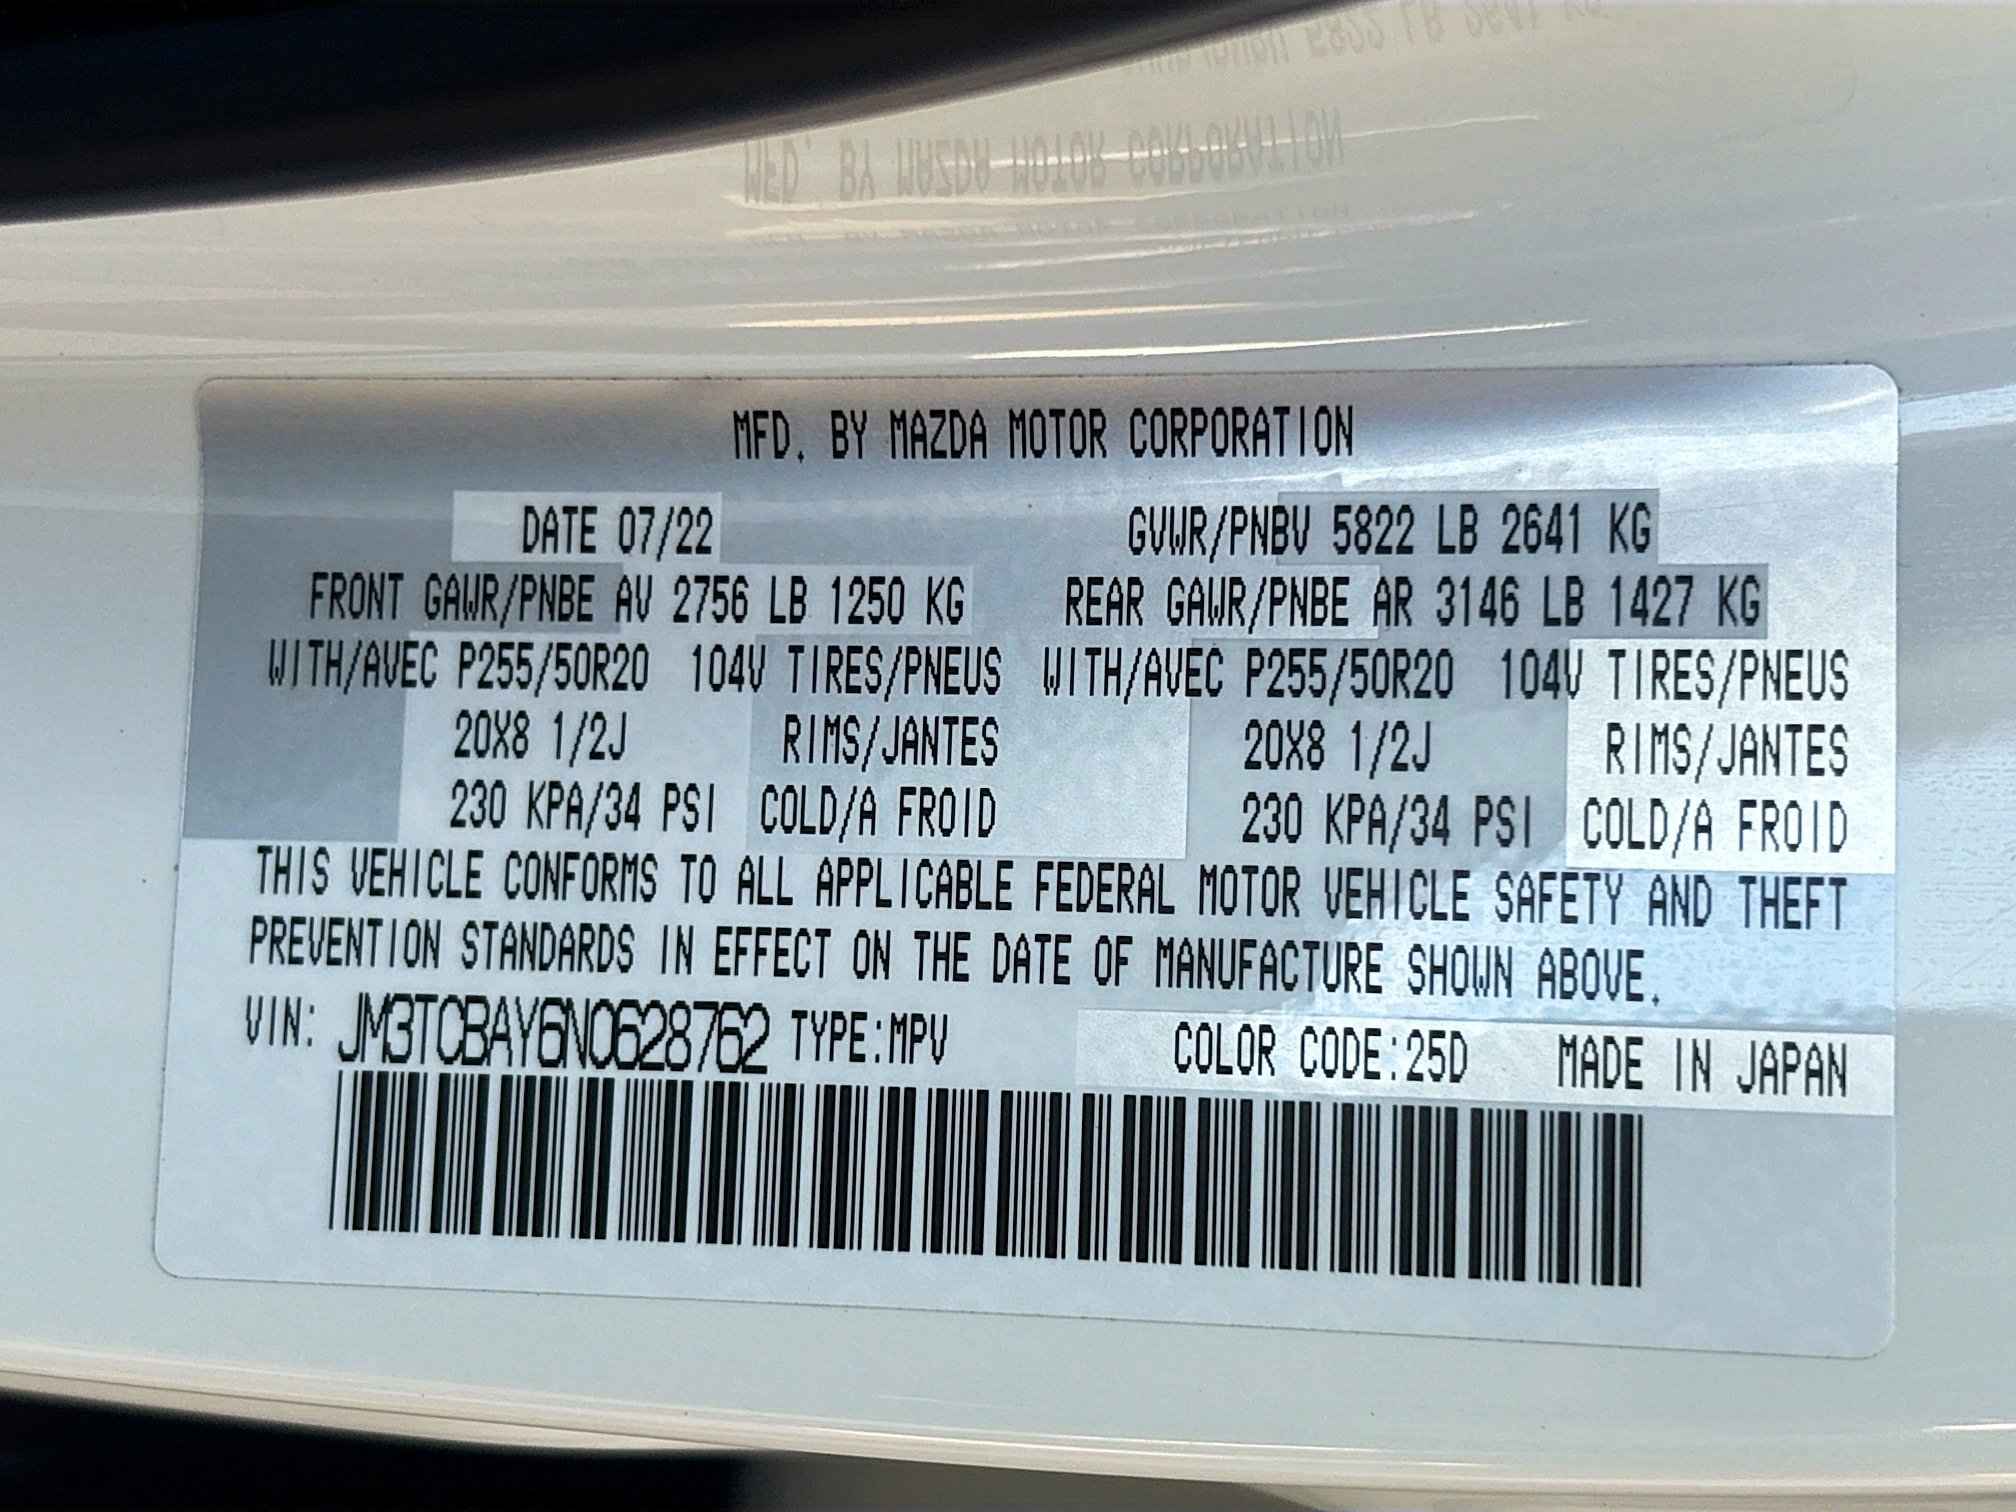 MFD. BY MAZDA MOTOR CORPORATION
DATE 07/22 GVWR/PNBV 5822 LB 2641 KG
FRONT GAWR/PNBE AV 2756 LB 1250 KG REAR GAWR/PNBE AR 3146 LB 1427 KG
WITH/AVEC P255/50R20 104V TIRES/PNEUS WITH/AVEC P255/50R20 104V TIRES/PNEUS
20X8 1/2J RIMS/JANTES 20X8 1/2J RIMS/JANTES
230 KPA/34 PSI COLD/A FROID 230 KPA/34 PSI COLD/A FROID
THIS VEHICLE CONFORMS TO ALL APPLICABLE FEDERAL MOTOR VEHICLE SAFETY AND THEFT
PREVENTION STANDARDS IN EFFECT ON THE DATE OF MANUFACTURE SHOWN ABOVE.
VIN: JM3TCBAY6N0628762 TYPE:MPV COLOR CODE:25D MADE IN JAPAN